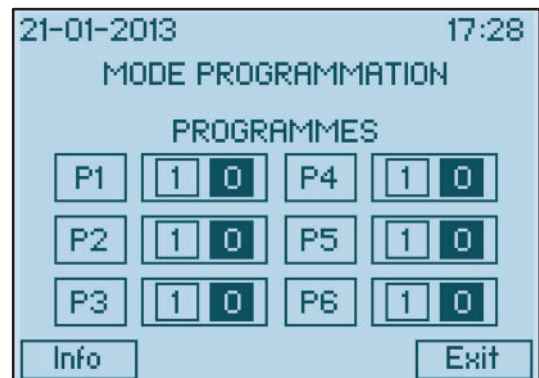 21-01-2013 17:28
MODE PROGRAMMATION
PROGRAMMES
P1 1 0 P4 1 0
P2 1 0 P5 1 0
P3 1 0 P6 1 0
Info Exit